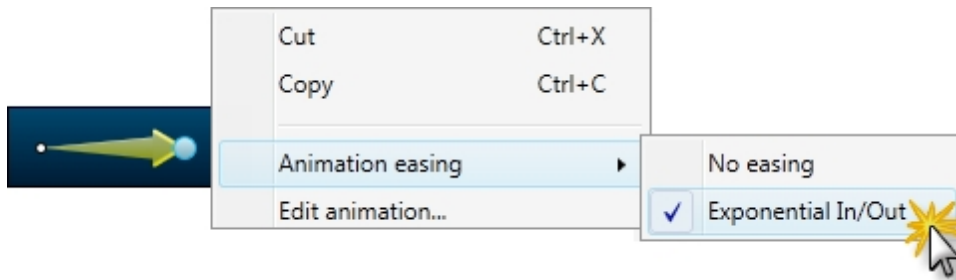 Cut Ctrl+X
Copy Ctrl+C
Animation easing
No easing
Edit animation...
Exponential In/Out